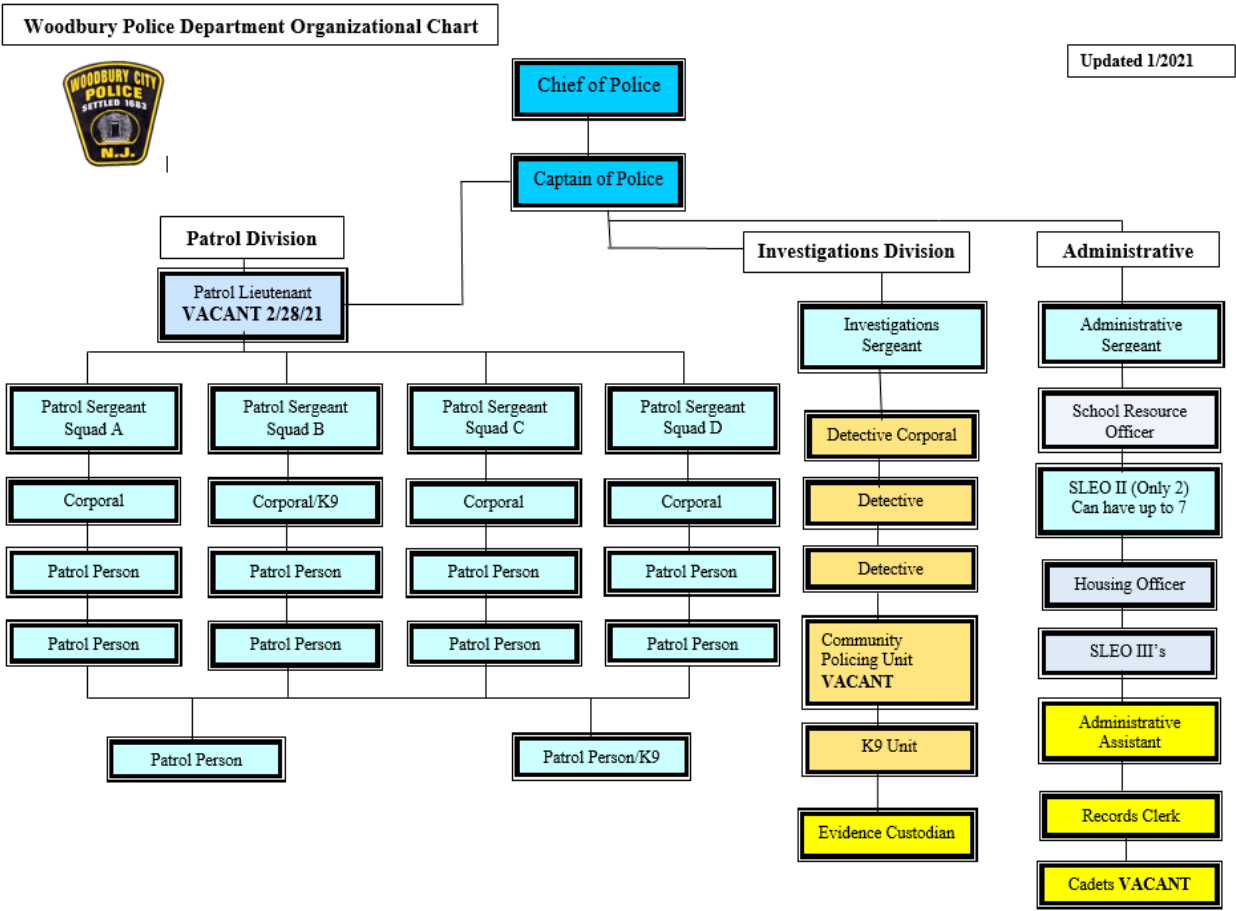 Woodbury Police Department Organizational Chart
Updated 1/2021
WOODBURY CITY
POLICE
SETTLED 1683
N.J.
Chief of Police
Captain of Police
Patrol Division
Investigations Division
Administrative
Patrol Lieutenant
VACANT 2/28/21
Investigations
Sergeant
Administrative
Sergeant
Patrol Sergeant
Squad A
Patrol Sergeant
Squad B
Patrol Sergeant
Squad C
Patrol Sergeant
Squad D
Detective Corporal
School Resource
Officer
Corporal
Corporal/K9
Corporal
Corporal
Detective
SLEO II (Only 2)
Can have up to 7
Patrol Person
Patrol Person
Patrol Person
Patrol Person
Detective
Housing Officer
Patrol Person
Patrol Person
Patrol Person
Patrol Person
Community
Policing Unit
VACANT
SLEO III's
Patrol Person
Patrol Person/K9
K9 Unit
Administrative
Assistant
Evidence Custodian
Records Clerk
Cadets VACANT